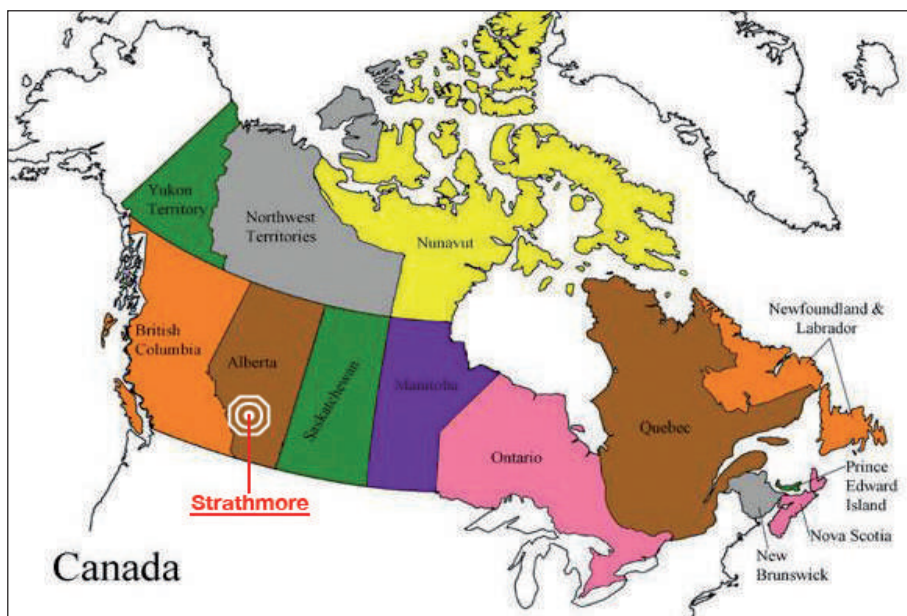 Yukon
Territory
Northwest
Territories
Nunavut
British
Columbia
Alberta
Saskatchewan
Manitoba
Newfoundland &
Labrador
Quebec
Ontario
Strathmore
Prince
Edward
Island
Nova Scotia
New
Brunswick
Canada